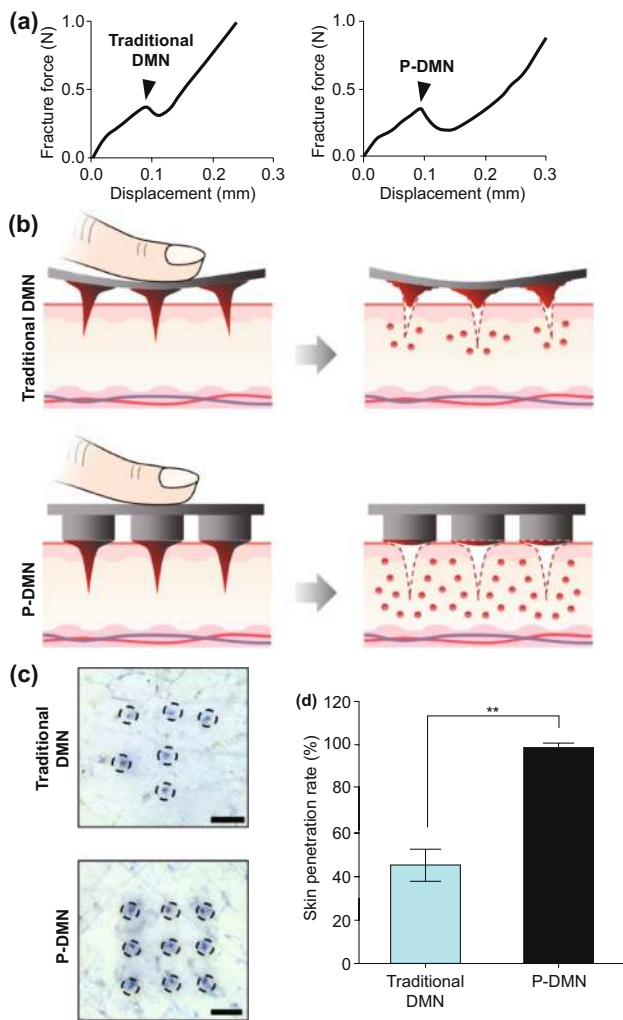 (a)
Fracture force (N)
1.0
0.5
0.0
Traditional
DMN
0.0 0.1 0.2 0.3
Displacement (mm)
Fracture force (N)
1.0
0.5
0.0
P-DMN
0.0 0.1 0.2 0.3
Displacement (mm)
(b)
Traditional DMN
P-DMN
(c)
Traditional
DMN
P-DMN
(d)
Skin penetration rate (%)
120
100
80
60
40
20
0
**
Traditional
DMN
P-DMN